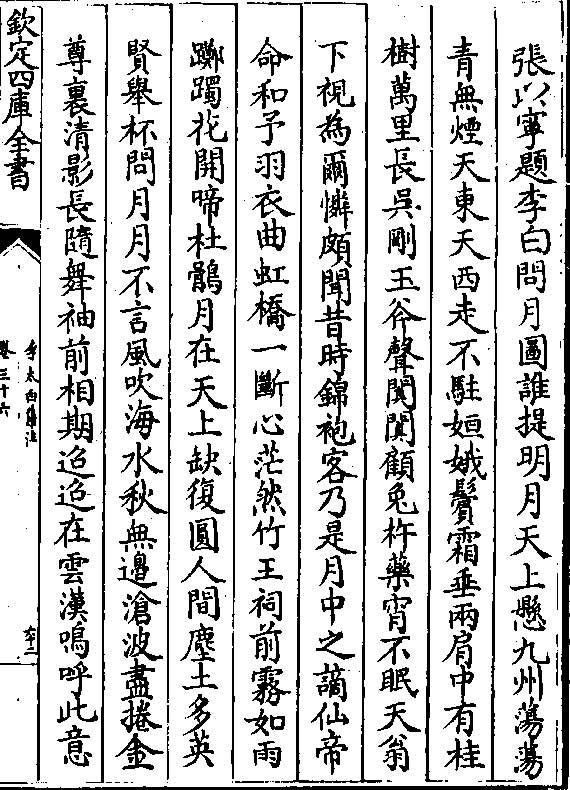 張以寧題李白問月圖誰提明月天上懸九州蕩蕩
青無煙天東天西走不駐姮娥鬢霜垂兩肩中有桂
樹萬里長吳剛玉斧聲闐闐顧兔杵藥宵不眠天翁
下視為爾憐頗聞昔時錦袍客乃是月中之謫仙帝
命和予羽衣曲虹橋一斷心茫然竹王祠前霧如雨
躑躅花開啼杜鵑月在天上缺復圓人間塵土多英
賢舉杯問月月不言風吹海水秋無邊滄波盡捲金
尊裏清影長隨舞袖前相期迢迢在雲漢嗚呼此意
欽定四庫全書
李太白集注
卷三十六